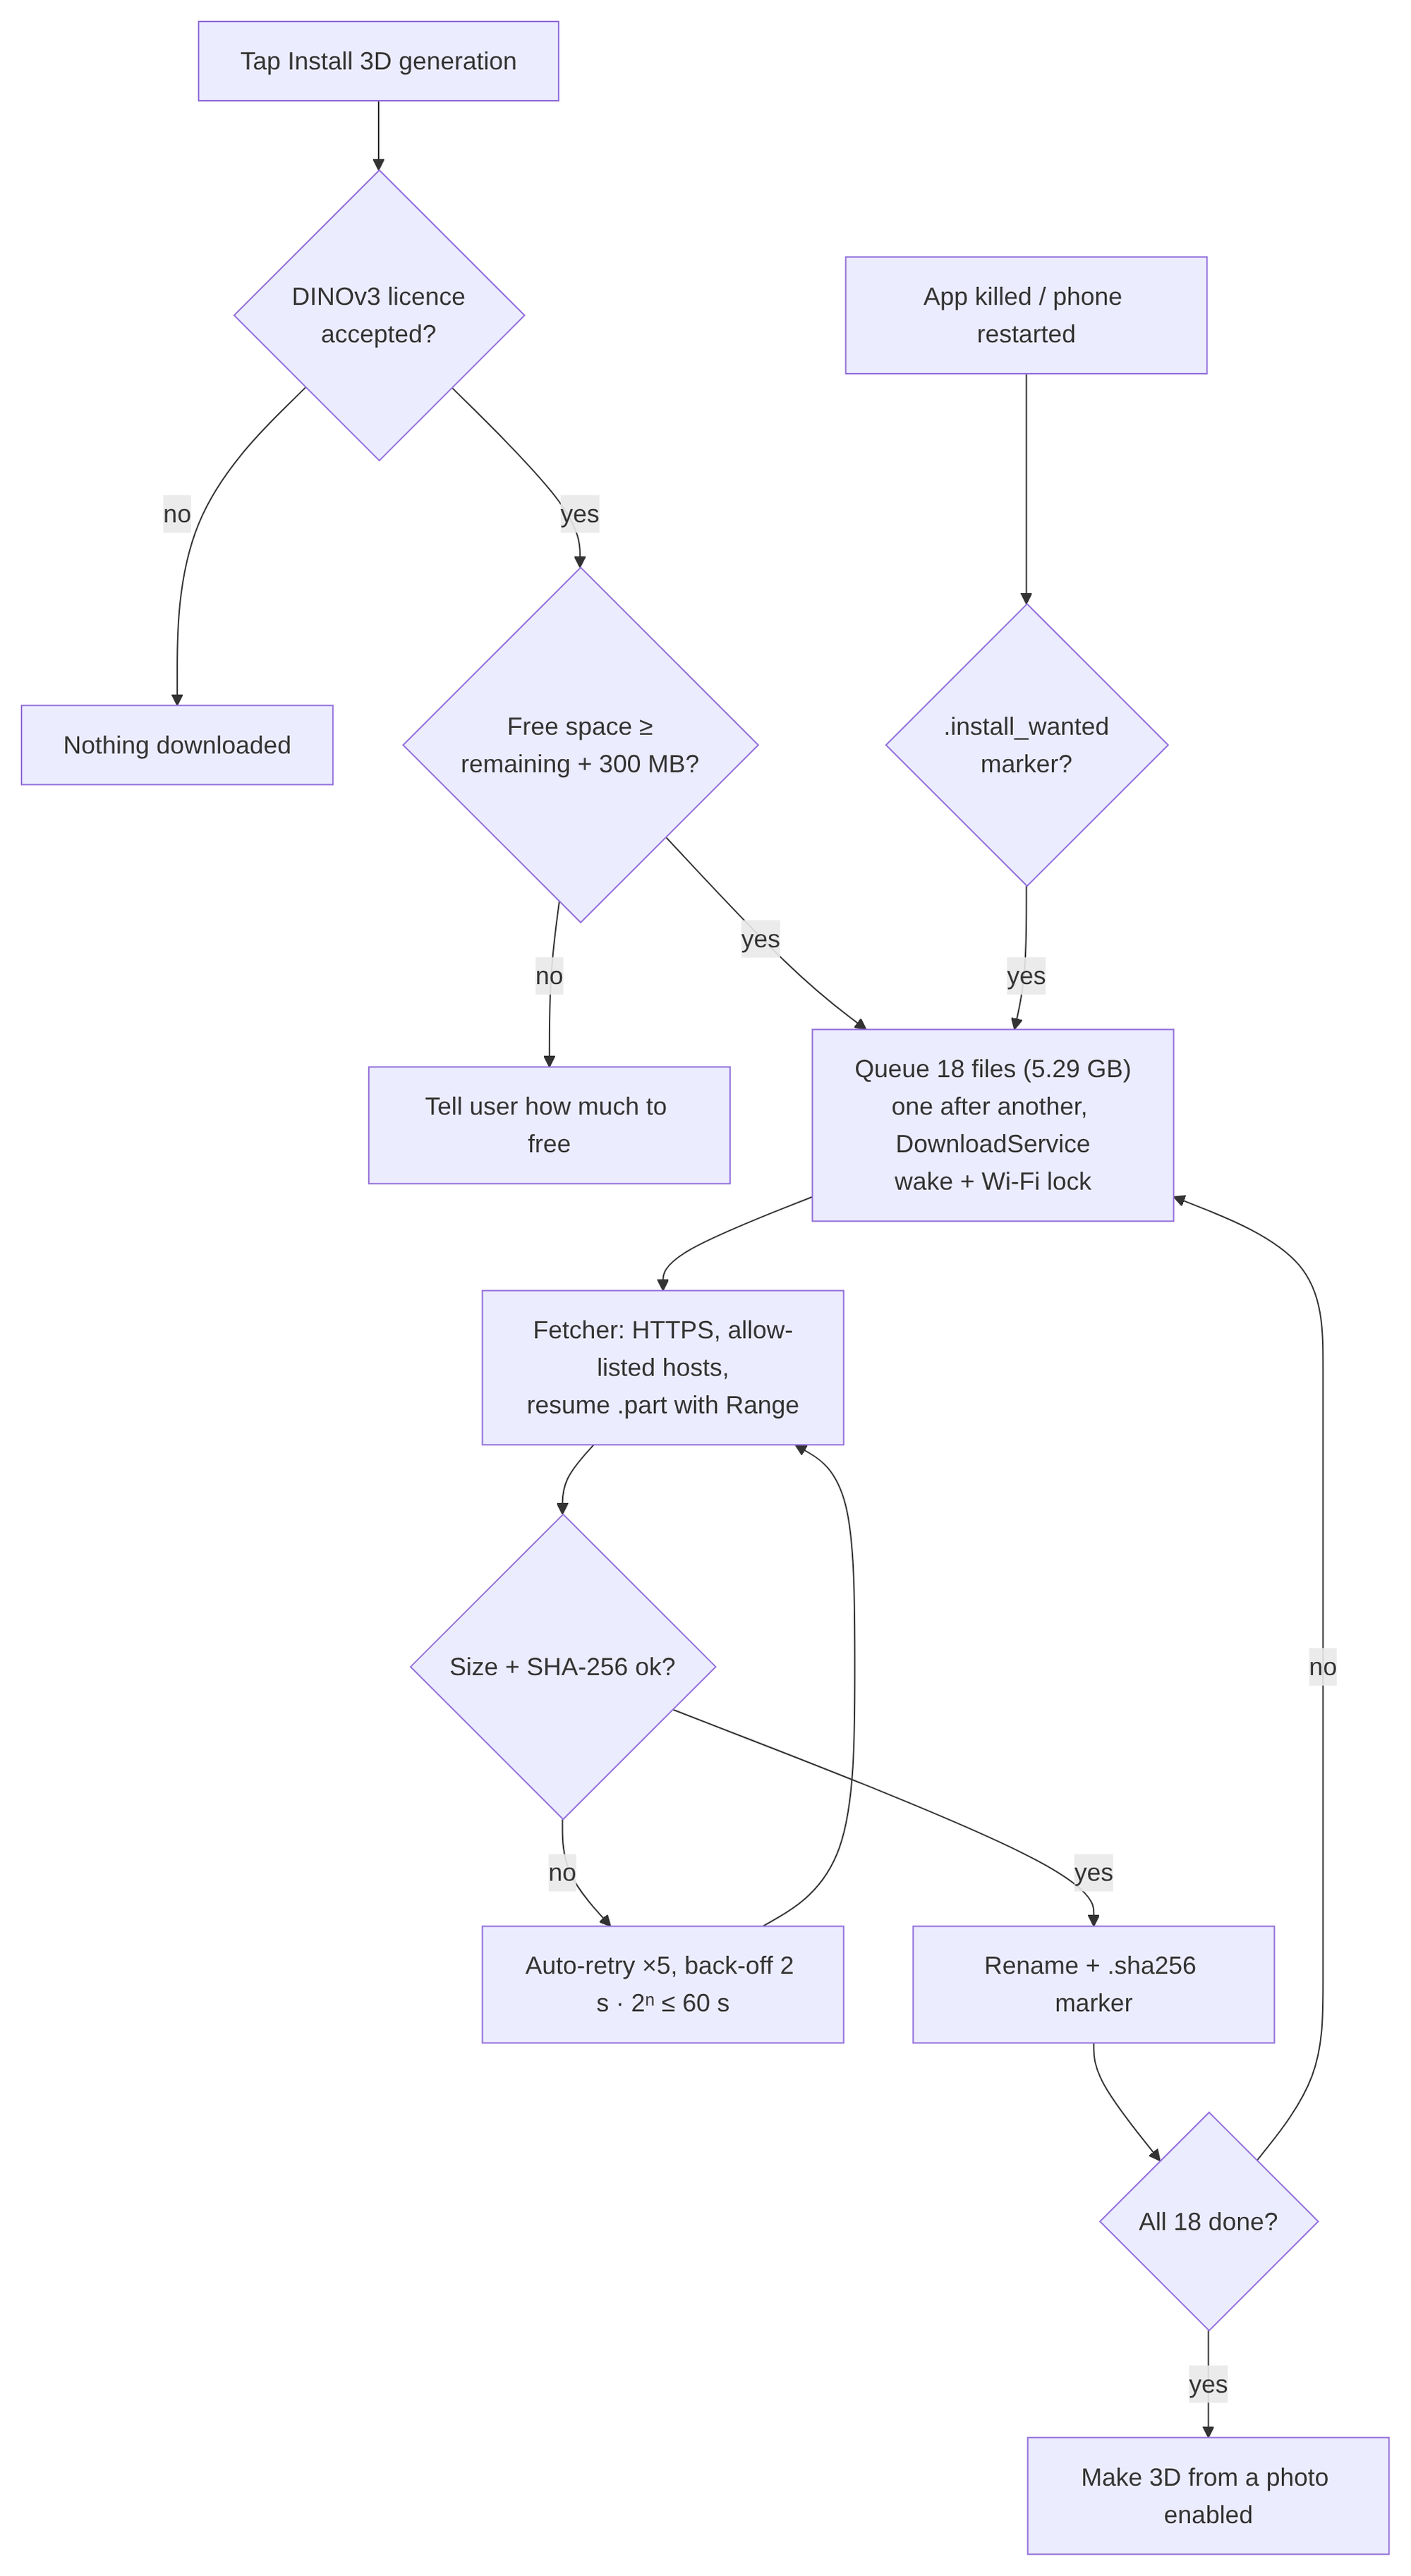 Tap Install 3D generation
DINOv3 licence
accepted?
App killed / phone
restarted
no
yes
Nothing downloaded
Free space ≥
remaining + 300 MB?
.install_wanted
marker?
yes
no
yes
Queue 18 files (5.29 GB)
one after another,
DownloadService
wake + Wi-Fi lock
Tell user how much to
free
Fetcher: HTTPS, allow-
listed hosts,
resume .part with Range
Size + SHA-256 ok?
no
no
yes
Auto-retry ×5, back-off 2
s · 2ⁿ ≤ 60 s
Rename + .sha256
marker
All 18 done?
yes
Make 3D from a photo
enabled